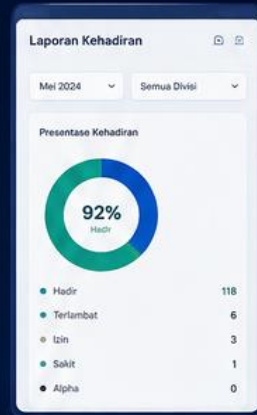 Laporan Kehadiran
Mei 2024 Semua Divisi
Presentase Kehadiran
92%
Hadir
Hadir 118
Terlambat 6
Izin 3
Sakit 1
Alpha 0